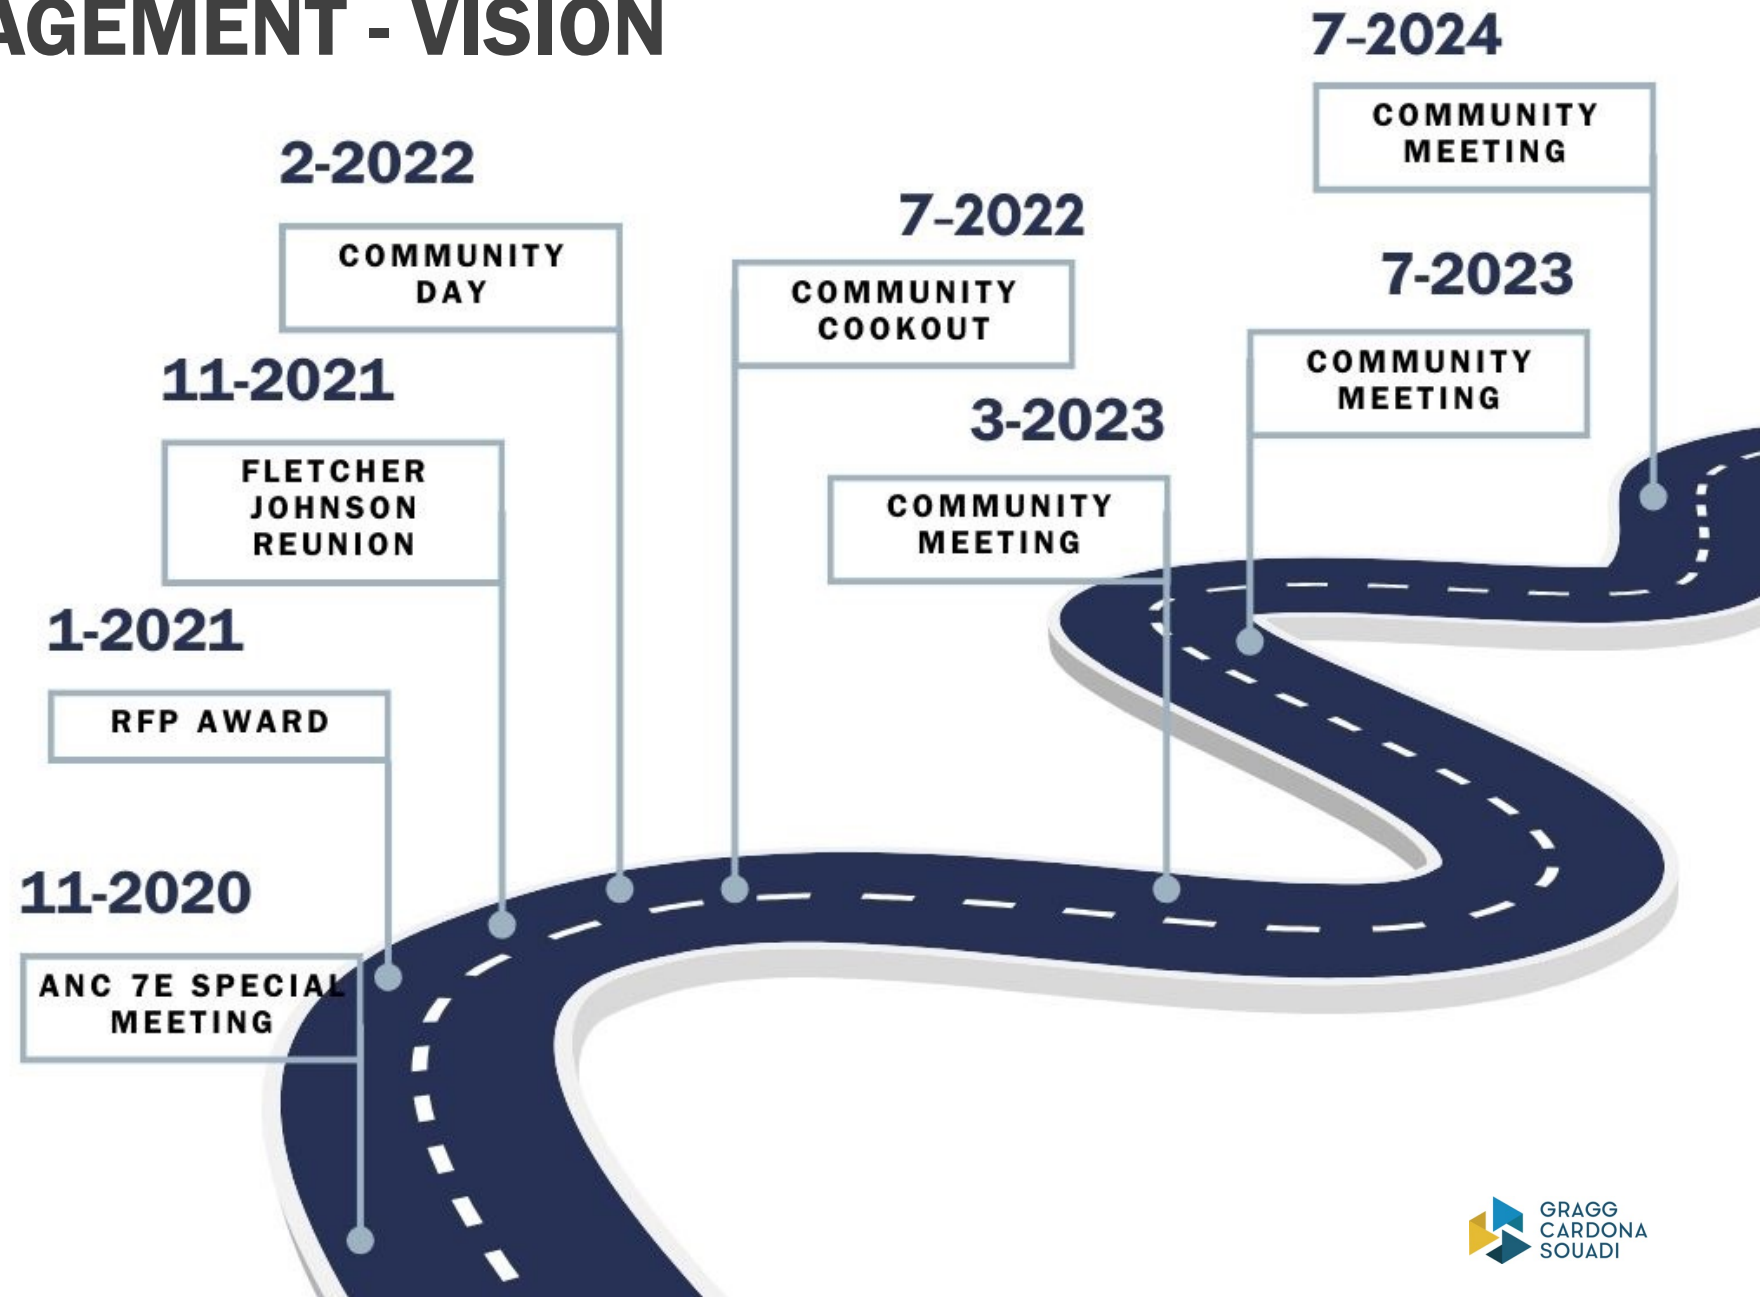 AGEMENT - VISION
7-2024
COMMUNITY
MEETING
2-2022
COMMUNITY
DAY
7-2022
COMMUNITY
COOKOUT
7-2023
COMMUNITY
MEETING
11-2021
FLETCHER
JOHNSON
REUNION
3-2023
COMMUNITY
MEETING
1-2021
RFP AWARD
11-2020
ANC 7E SPECIAL
MEETING
GRAGG
CARDONA
SOUADI